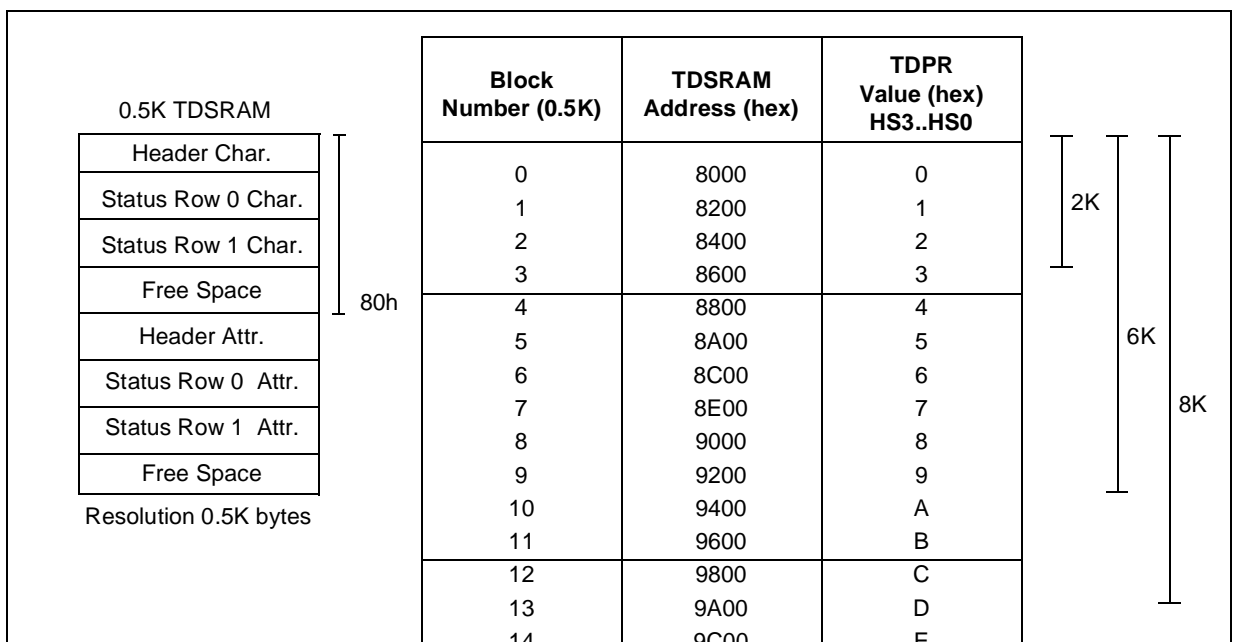 0.5K TDSRAM
Header Char.
Status Row 0 Char.
Status Row 1 Char.
Free Space
80h
Header Attr.
Status Row 0 Attr.
Status Row 1 Attr.
Free Space
Resolution 0.5K bytes
Block Number (0.5K) TDSRAM Address (hex) TDPR Value (hex) HS3..HS0
0 8000 0
1 8200 1
2 8400 2
3 8600 3
4 8800 4
5 8A00 5
6 8C00 6
7 8E00 7
8 9000 8
9 9200 9
10 9400 A
11 9600 B
12 9800 C
13 9A00 D
14 9C00 E
2K
6K
8K